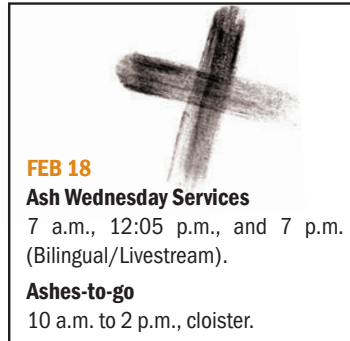 FEB 18
Ash Wednesday Services
7 a.m., 12:05 p.m., and 7 p.m.
(Bilingual/Livestream).
Ashes-to-go
10 a.m. to 2 p.m., cloister.